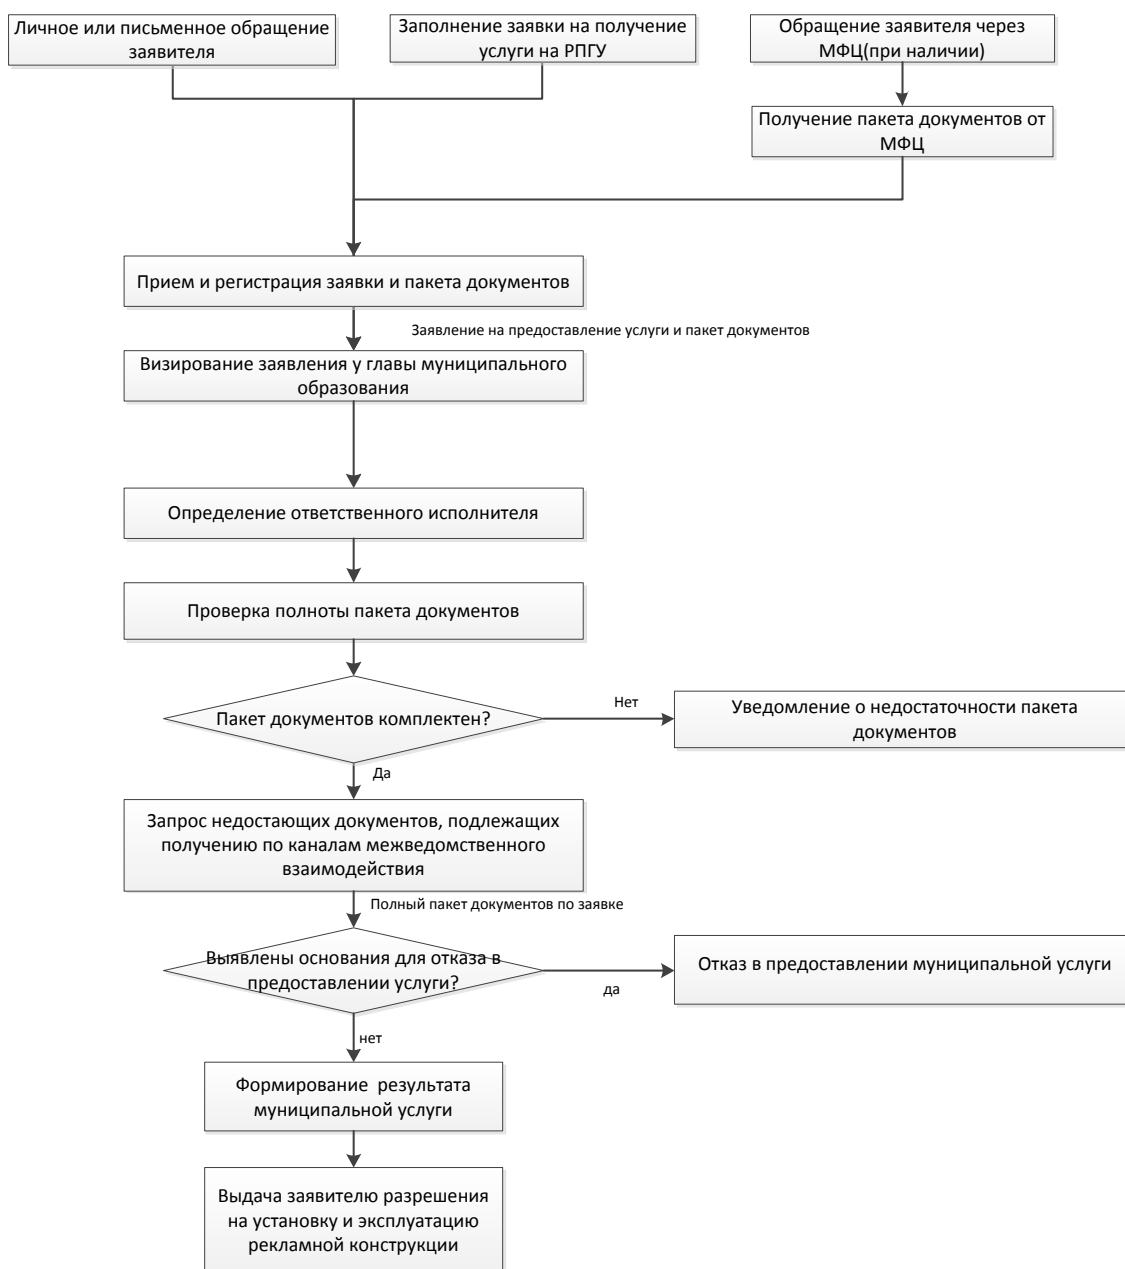 Личное или письменное обращение
заявителя
Заполнение заявки на получение
услуги на РПГУ
Обращение заявителя через
МФЦ(при наличии)
Получение пакета документов от
МФЦ
Прием и регистрация заявки и пакета документов
Заявление на предоставление услуги и пакет документов
Визирование заявления у главы муниципального
образования
Определение ответственного исполнителя
Проверка полноты пакета документов
Пакет документов комплектен?
Нет
Уведомление о недостаточности пакета
документов
Да
Запрос недостающих документов, подлежащих
получению по каналам межведомственного
взаимодействия
Полный пакет документов по заявке
Выявлены основания для отказа в
предоставлении услуги?
да
Отказ в предоставлении муниципальной услуги
нет
Формирование  результата
муниципальной услуги
Выдача заявителю разрешения
на установку и эксплуатацию
рекламной конструкции